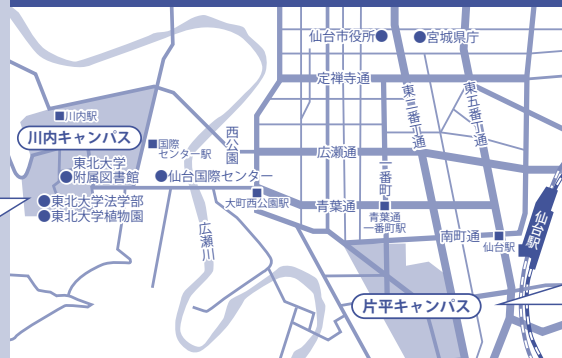 仙台市役所
宮城県庁
定禅寺通
東二番丁通
東五番丁通
川内駅
川内キャンパス
国際
センター駅
西公園
広瀬通
東北大学
附属図書館
仙台国際センター
一番町
東北大学法学部
東北大学植物園
大町西公園駅
青葉通
青葉通
一番町駅
広瀬川
南町通
仙台駅
仙台駅
片平キャンパス